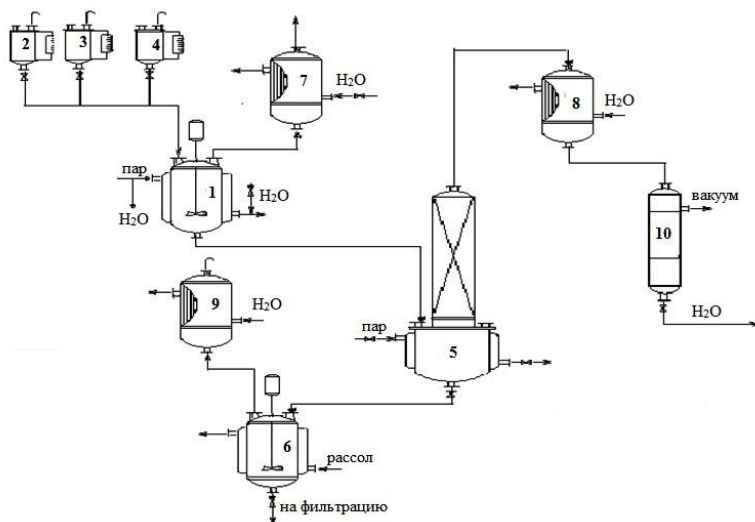 2
3
4
7
H₂O
8
H₂O
пар
1
H₂O
H₂O
вакуум
10
9
H₂O
H₂O
пар
5
6
рассол
на фильтрацию